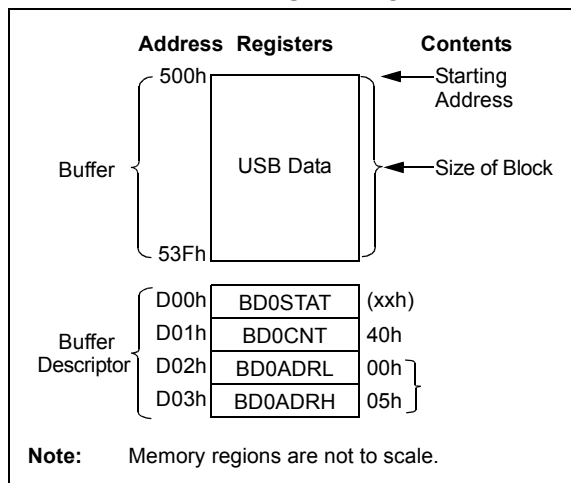 Address Registers Contents
500h Starting
Address
Buffer USB Data Size of Block
53Fh
D00h BD0STAT (xxh)
Buffer
Descriptor
D01h BD0CNT 40h
D02h BD0ADRL 00h
D03h BD0ADRH 05h
Note: Memory regions are not to scale.